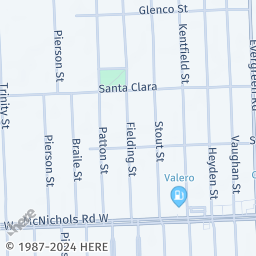 Glenco St
Pierson St
Kentfield St
Evergreen Rd
Trinity St
Santa Clara
Pierson St
Braile St
Patton St
Fielding St
Stout St
Heyden St
Vaughan St
Valero
W McNichols Rd W
here
© 1987-2024 HERE